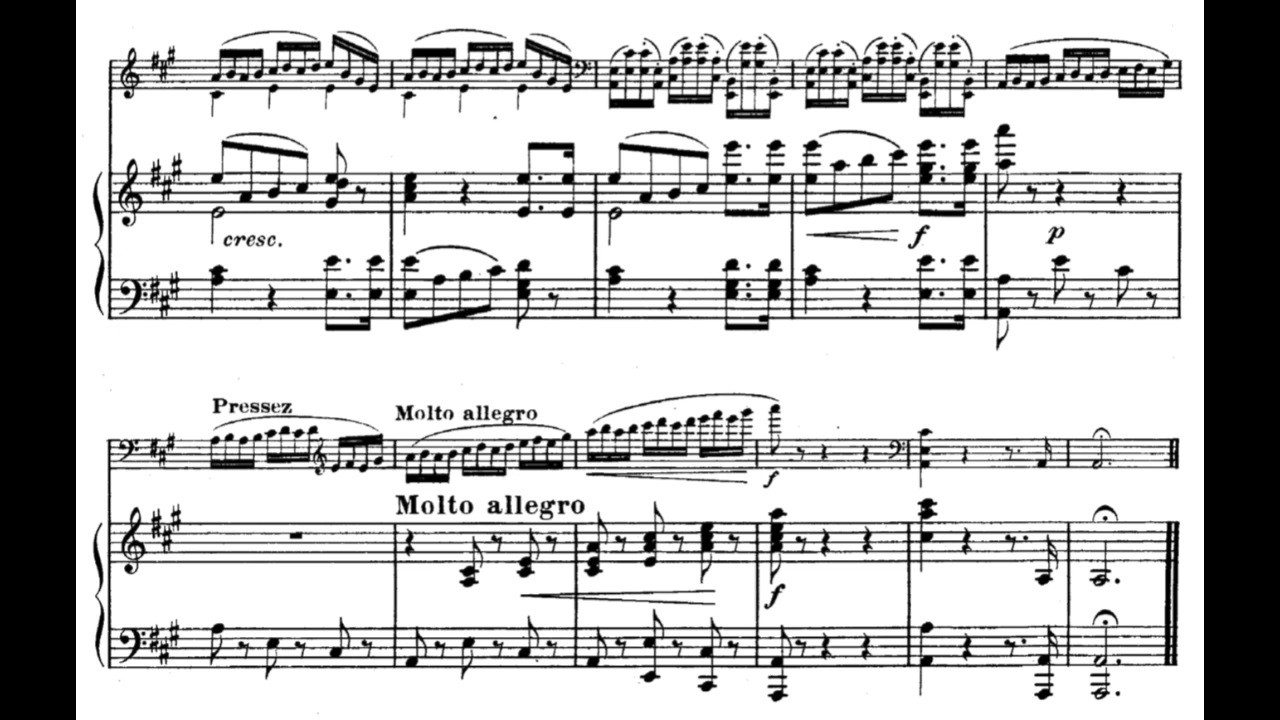 cresc.
f
p
Pressez
Molto allegro
f
Molto allegro
f